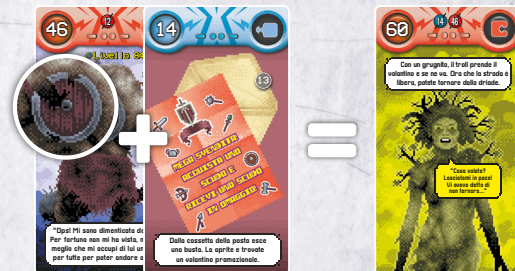 46
12
Livello 84
"Ops! Mi sono dimenticato de
Per fortuna non mi ha vista, m
meglio che mi occupi di lui ur
per tutte per poter andare a
14
13
MEGA SVENDITA!
ACQUISTA UNO
SCUDO E
RICEVI UNO SCUDO
IN OMAGGIO!
Dalla cassetta della posta esce
una busta. La aprite e trovate
un volantino promozionale.
60
14 46
Con un grugnito, il troll prende il
volantino e se ne va. Ora che la strada è
libera, potete tornare dalla driade.
"Cosa volete?
Lasciatemi in pace!
Vi avevo detto di
non tornare..."